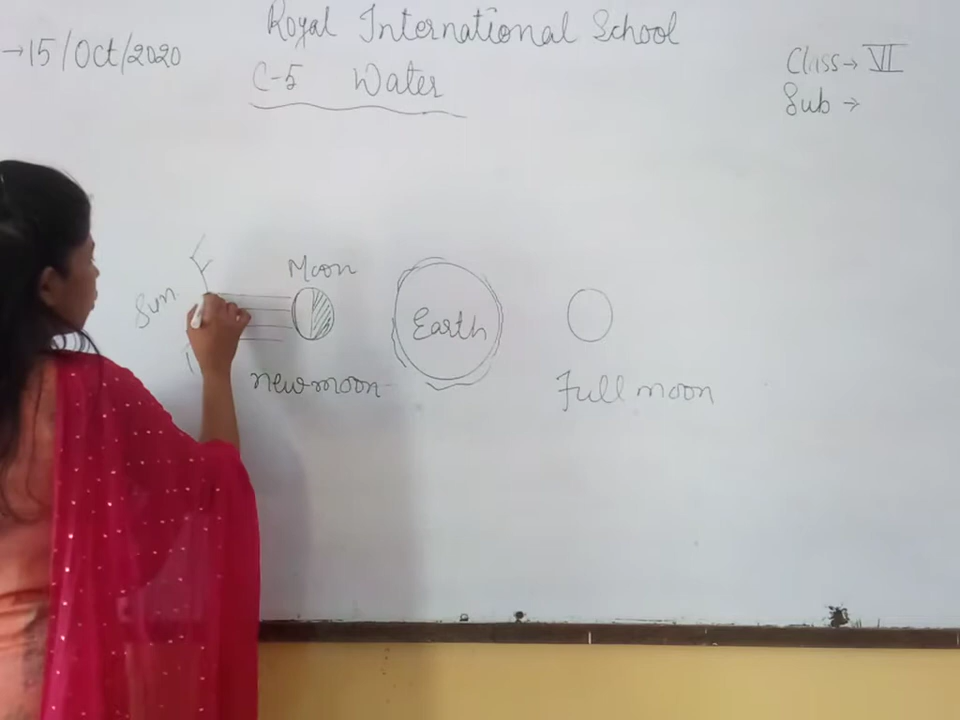 Royal International School
→15/Oct/2020
Class→ VI
C-5 Water
Sub →
Moon
Sun
Earth
new moon
Full moon